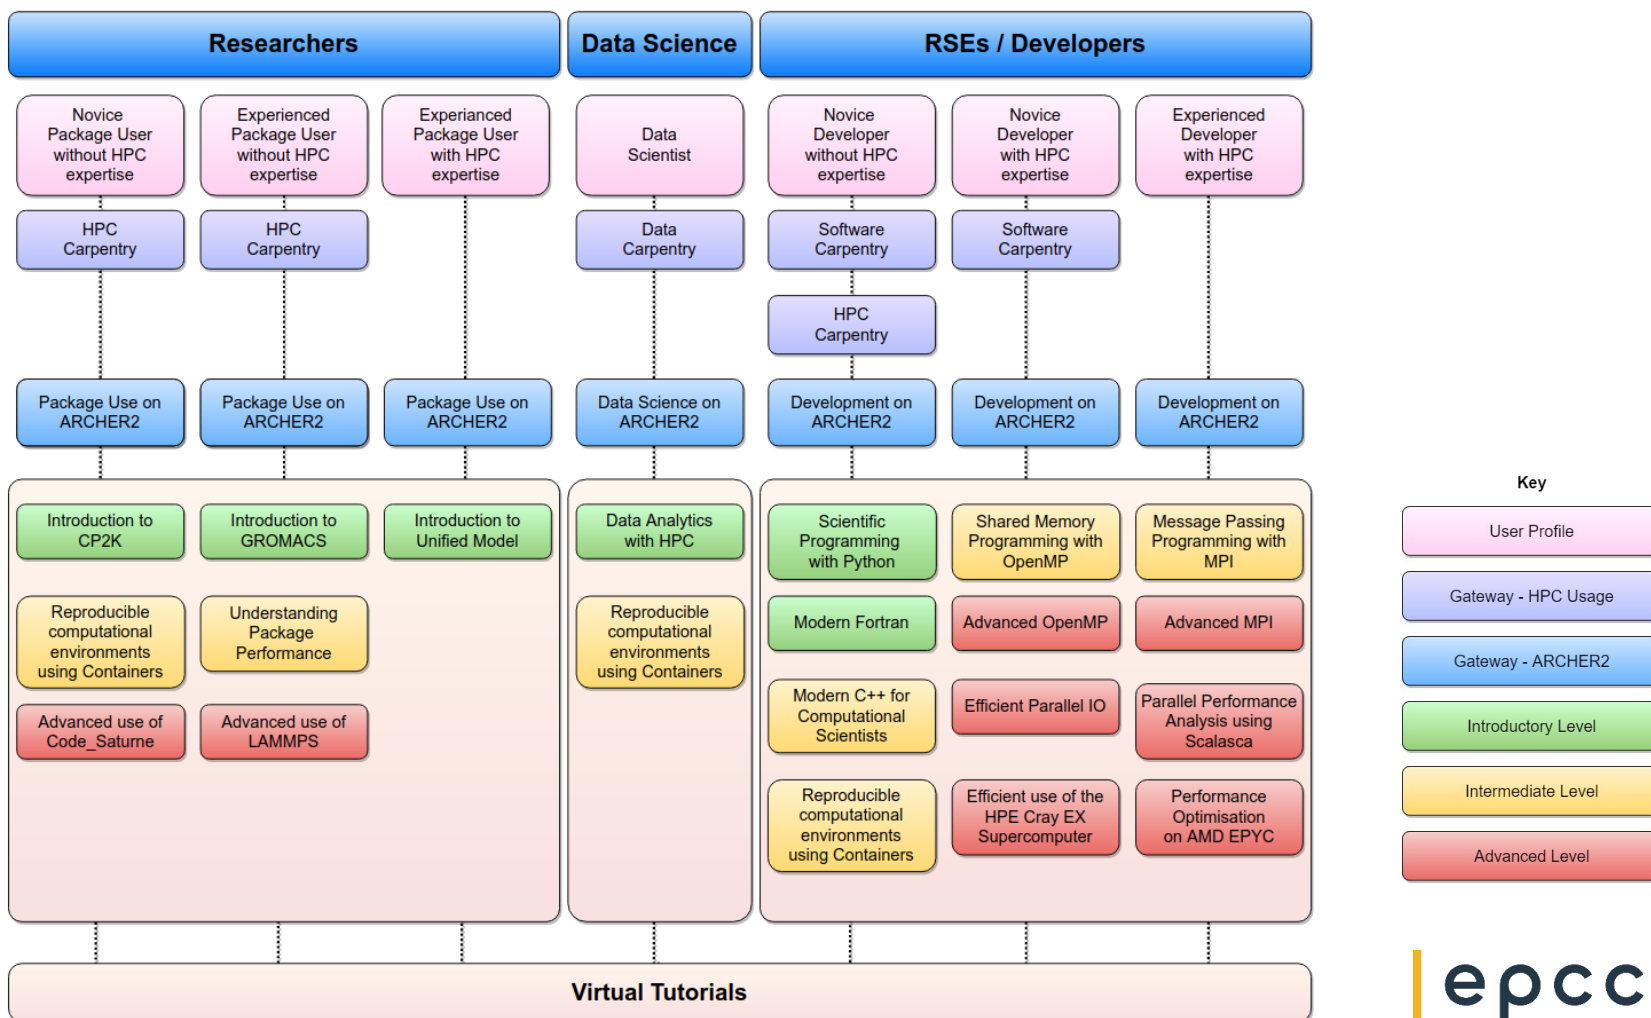 Researchers
Data Science
RSEs / Developers
Novice
Package User
without HPC
expertise
Experienced
Package User
without HPC
expertise
Experianced
Package User
with HPC
expertise
Data
Scientist
Novice
Developer
without HPC
expertise
Novice
Developer
with HPC
expertise
Experienced
Developer
with HPC
expertise
HPC
Carpentry
HPC
Carpentry
Data
Carpentry
Software
Carpentry
Software
Carpentry
HPC
Carpentry
Package Use on
ARCHER2
Package Use on
ARCHER2
Package Use on
ARCHER2
Data Science on
ARCHER2
Development on
ARCHER2
Development on
ARCHER2
Development on
ARCHER2
Introduction to
CP2K
Introduction to
GROMACS
Introduction to
Unified Model
Data Analytics
with HPC
Scientific
Programming
with Python
Shared Memory
Programming with
OpenMP
Message Passing
Programming with
MPI
Reproducible
computational
environments
using Containers
Understanding
Package
Performance
Reproducible
computational
environments
using Containers
Modern Fortran
Advanced OpenMP
Advanced MPI
Advanced use of
Code_Saturne
Advanced use of
LAMMPS
Modern C++ for
Computational
Scientists
Efficient Parallel IO
Parallel Performance
Analysis using
Scalasca
Reproducible
computational
environments
using Containers
Efficient use of the
HPE Cray EX
Supercomputer
Performance
Optimisation
on AMD EPYC
Virtual Tutorials
Key
User Profile
Gateway - HPC Usage
Gateway - ARCHER2
Introductory Level
Intermediate Level
Advanced Level
epcc